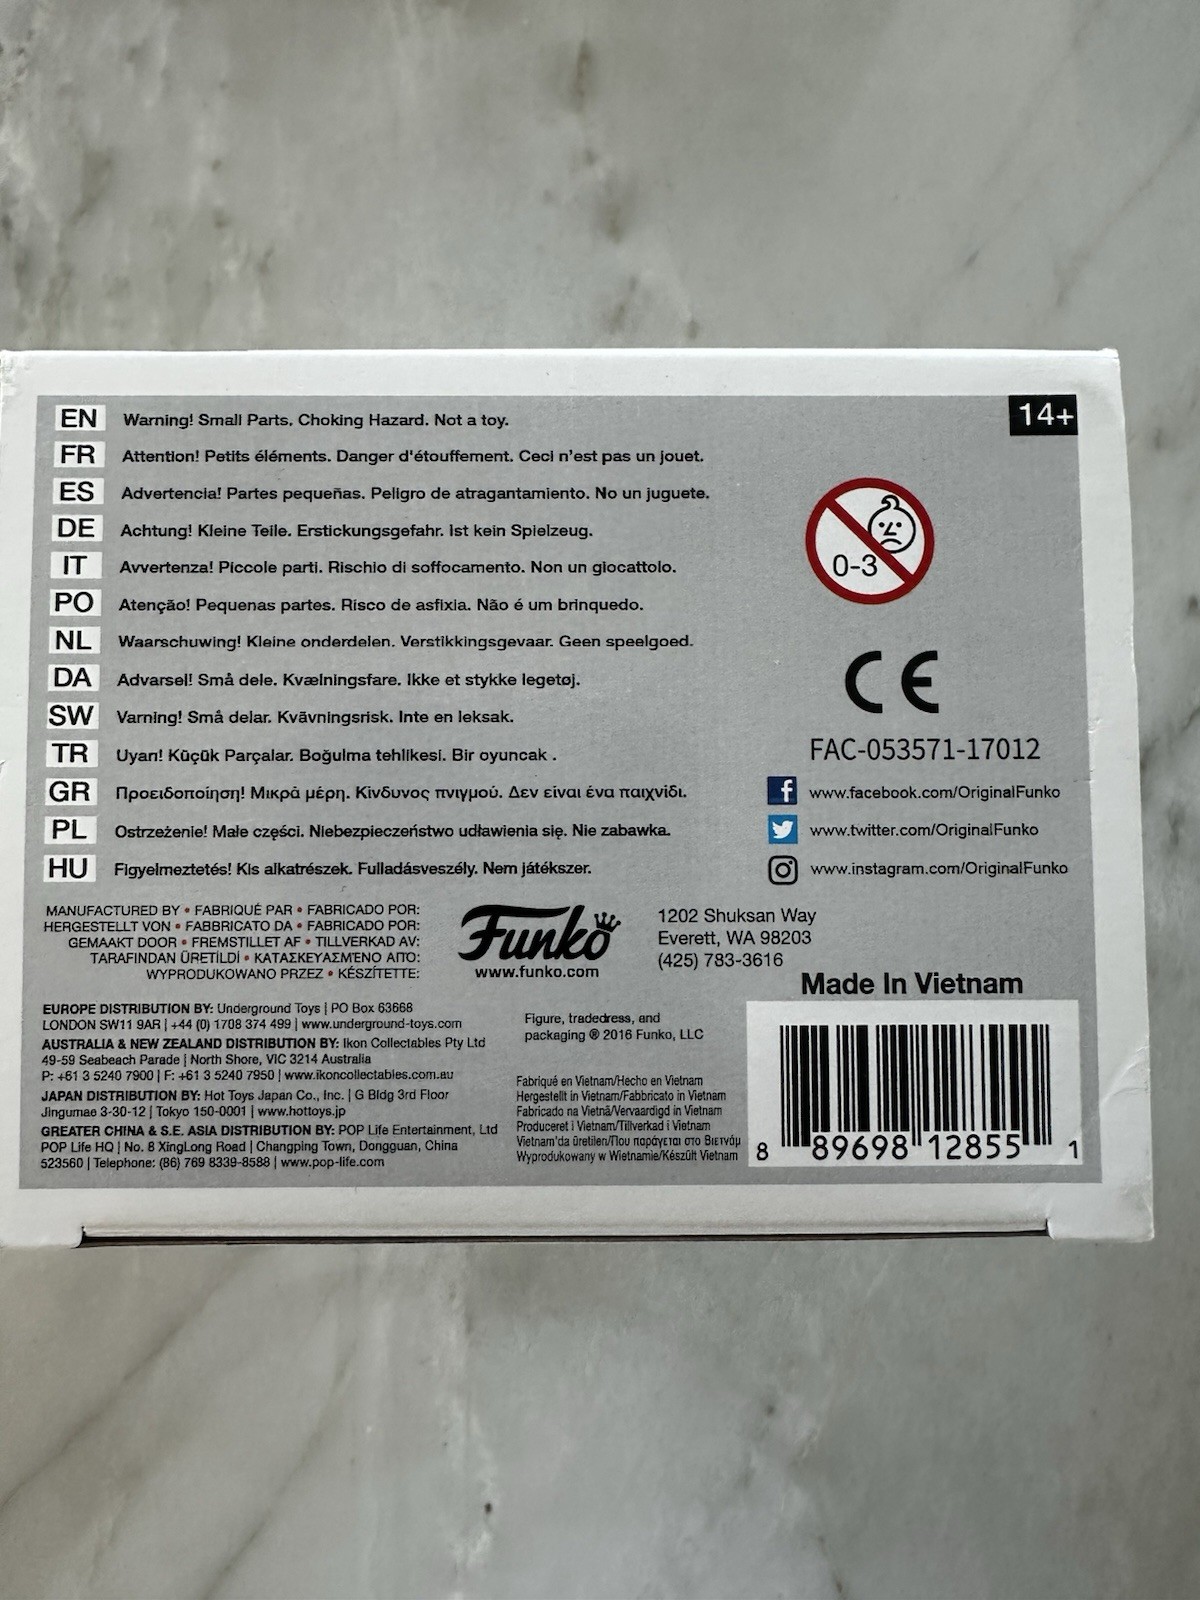 EN Warning! Small Parts. Choking Hazard. Not a toy.
FR Attention! Petits éléments. Danger d'étouffement. Ceci n'est pas un jouet.
ES Advertencia! Partes pequeñas. Peligro de atragantamiento. No un juguete.
DE Achtung! Kleine Teile. Erstickungsgefahr. Ist kein Spielzeug.
IT Avvertenza! Piccole parti. Rischio di soffocamento. Non un giocattolo.
PO Atenção! Pequenas partes. Risco de asfixia. Não é um brinquedo.
NL Waarschuwing! Kleine onderdelen. Verstikkingsgevaar. Geen speelgoed.
DA Advarsel! Små dele. Kvælningsfare. Ikke et stykke legetøj.
SW Varning! Små delar. Kvävningsrisk. Inte en leksak.
TR Uyarı! Küçük Parçalar. Boğulma tehlikesi. Bir oyuncak .
GR Προειδοποίηση! Μικρά μέρη. Κίνδυνος πνιγμού. Δεν είναι ένα παιχνίδι.
PL Ostrzeżenie! Małe części. Niebezpieczeństwo udławienia się. Nie zabawka.
HU Figyelmeztetés! Kis alkatrészek. Fulladásveszély. Nem játékszer.
14+
0-3
CE
FAC-053571-17012
www.facebook.com/OriginalFunko
www.twitter.com/OriginalFunko
www.instagram.com/OriginalFunko
MANUFACTURED BY • FABRIQUÉ PAR • FABRICADO POR:
HERGESTELLT VON • FABBRICATO DA • FABRICADO POR:
GEMAAKT DOOR • FREMSTILLET AF • TILLVERKAD AV:
TARAFINDAN ÜRETİLDİ • ΚΑΤΑΣΚΕΥΑΣΜΈΝΟ ΑΠΌ:
WYPRODUKOWANO PRZEZ • KÉSZÍTETTE:
Funko
www.funko.com
1202 Shuksan Way
Everett, WA 98203
(425) 783-3616
Made In Vietnam
EUROPE DISTRIBUTION BY: Underground Toys | PO Box 63668
LONDON SW11 9AR | +44 (0) 1708 374 499 | www.underground-toys.com
AUSTRALIA & NEW ZEALAND DISTRIBUTION BY: Ikon Collectables Pty Ltd
49-59 Seabeach Parade | North Shore, VIC 3214 Australia
P: +61 3 5240 7900 | F: +61 3 5240 7950 | www.ikoncollectables.com.au
JAPAN DISTRIBUTION BY: Hot Toys Japan Co., Inc. | G Bldg 3rd Floor
Jingumae 3-30-12 | Tokyo 150-0001 | www.hottoys.jp
GREATER CHINA & S.E. ASIA DISTRIBUTION BY: POP Life Entertainment, Ltd
POP Life HQ | No. 8 XingLong Road | Changping Town, Dongguan, China
523560 | Telephone: (86) 769 8339-8588 | www.pop-life.com
Figure, tradedress, and
packaging ® 2016 Funko, LLC
Fabriqué en Vietnam/Hecho en Vietnam
Hergestellt in Vietnam/Fabbricato in Vietnam
Fabricado na Vietnã/Vervaardigd in Vietnam
Produceret i Vietnam/Tillverkad i Vietnam
Vietnam'da üretilen/Που παράγεται στο Βιετνάμ
Wyprodukowany w Wietnamie/Készült Vietnam
8 89698 12855 1